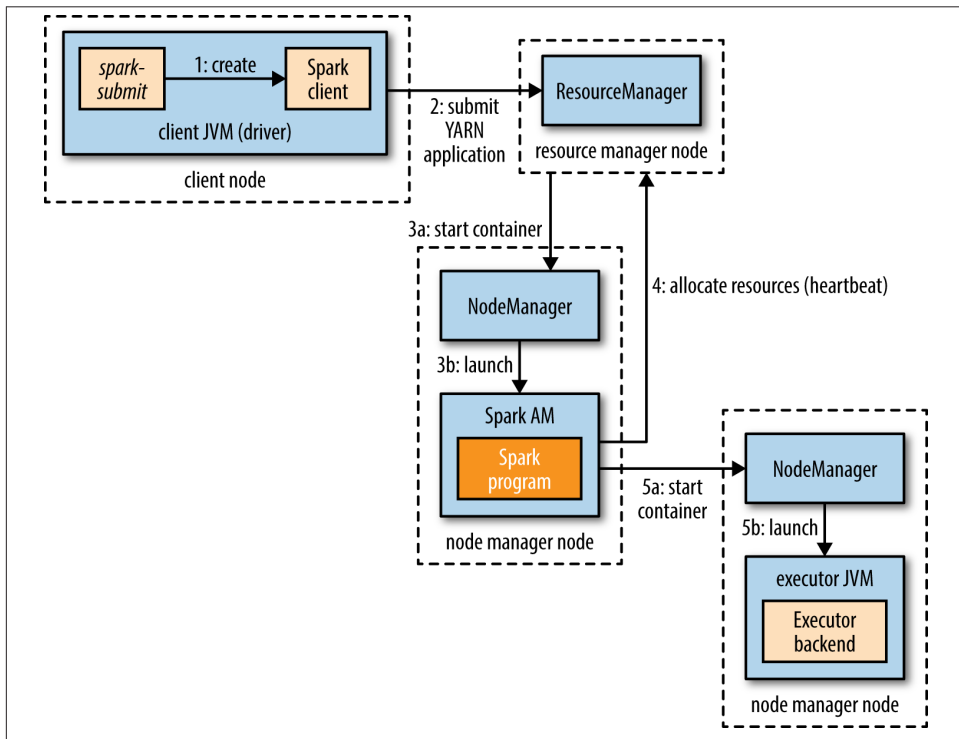 spark-
submit
1: create
Spark
client
client JVM (driver)
client node
2: submit
YARN
application
ResourceManager
resource manager node
3a: start container
4: allocate resources (heartbeat)
NodeManager
3b: launch
Spark AM
Spark
program
node manager node
5a: start
container
NodeManager
5b: launch
executor JVM
Executor
backend
node manager node